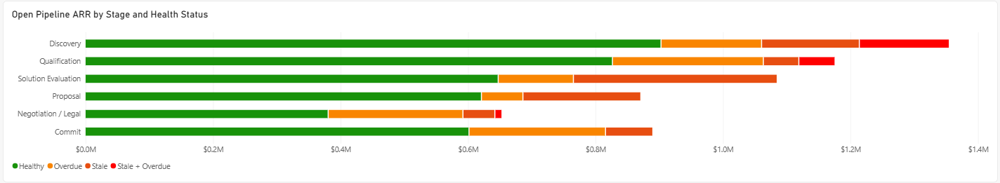 Open Pipeline ARR by Stage and Health Status
Discovery
Qualification
Solution Evaluation
Proposal
Negotiation / Legal
Commit
$0.0M $0.2M $0.4M $0.6M $0.8M $1.0M $1.2M $1.4M
Healthy Overdue Stale Stale + Overdue